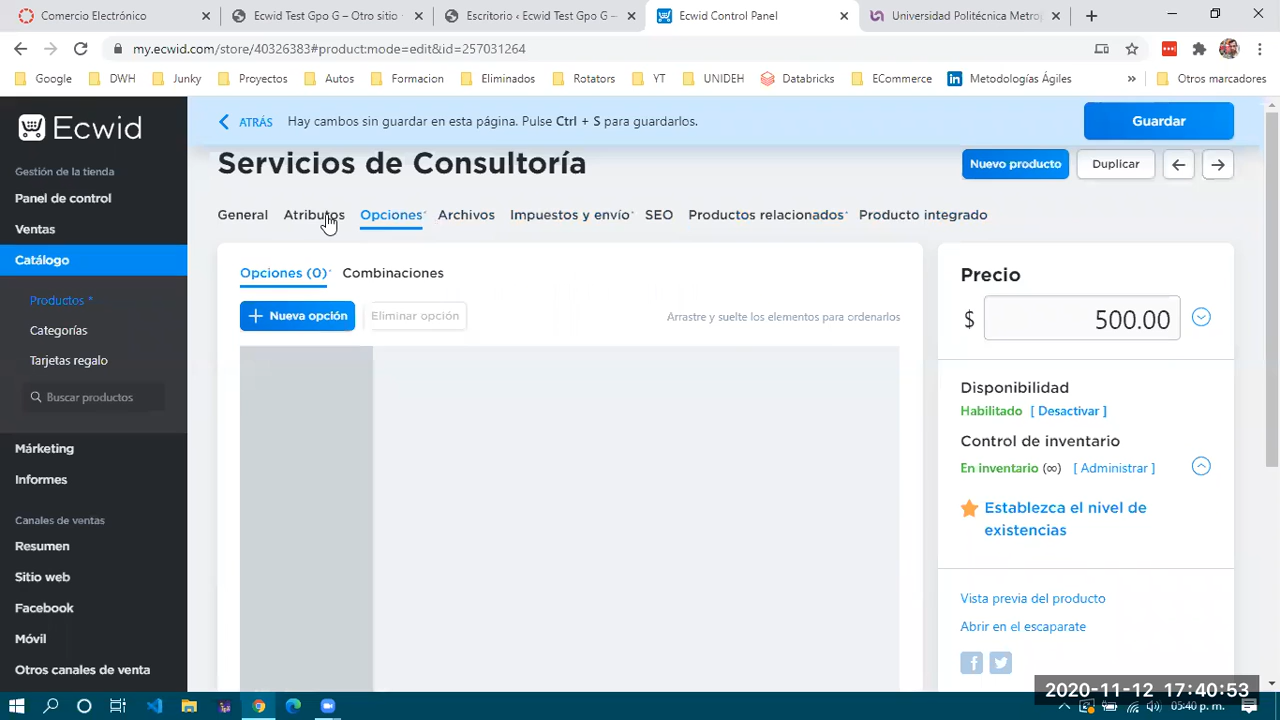 Comercio Electrónico
Ecwid Test Gpo G – Otro sitio
Escritorio ‹ Ecwid Test Gpo G –
Ecwid Control Panel
Universidad Politécnica Metro
my.ecwid.com/store/40326383#product:mode=edit&id=257031264
Google
DWH
Junky
Proyectos
Autos
Formacion
Eliminados
Rotators
YT
UNIDEH
Databricks
ECommerce
Metodologías Ágiles
»
Otros marcadores
Ecwid
ATRÁS
Hay cambos sin guardar en esta página. Pulse Ctrl + S para guardarlos.
Guardar
Gestión de la tienda
Panel de control
Ventas
Catálogo
Productos *
Categorías
Tarjetas regalo
Buscar productos
Márketing
Informes
Canales de ventas
Resumen
Sitio web
Facebook
Móvil
Otros canales de venta
Servicios de Consultoría
Nuevo producto
Duplicar
General
Atributos
Opciones
Archivos
Impuestos y envío
SEO
Productos relacionados
Producto integrado
Opciones (0)
Combinaciones
+ Nueva opción
Eliminar opción
Arrastre y suelte los elementos para ordenarlos
Precio
$ 500.00
Disponibilidad
Habilitado [ Desactivar ]
Control de inventario
En inventario (∞) [ Administrar ]
Establezca el nivel de
existencias
Vista previa del producto
Abrir en el escaparate
2020-11-12 17:40:53
05:40 p. m.